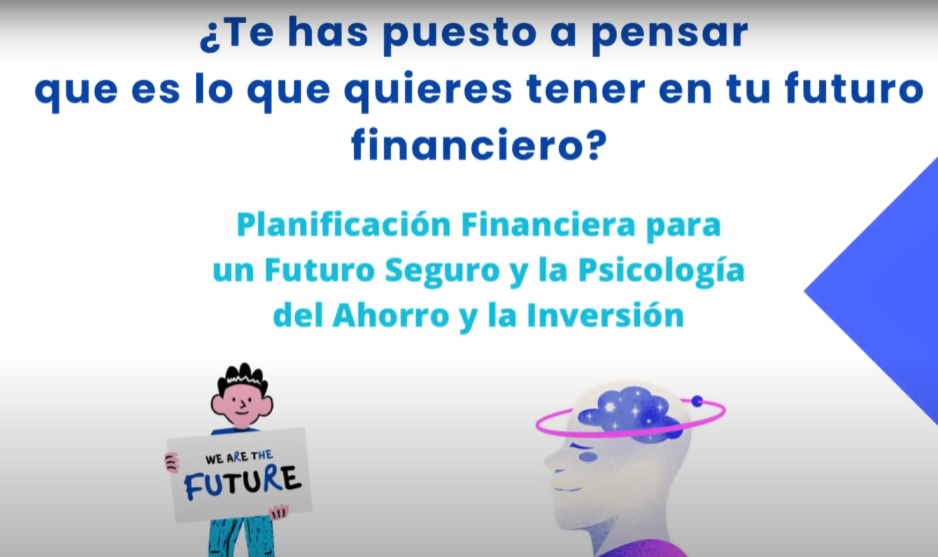 ¿Te has puesto a pensar
que es lo que quieres tener en tu futuro
financiero?
Planificación Financiera para
un Futuro Seguro y la Psicología
del Ahorro y la Inversión
WE ARE THE
FUTURE